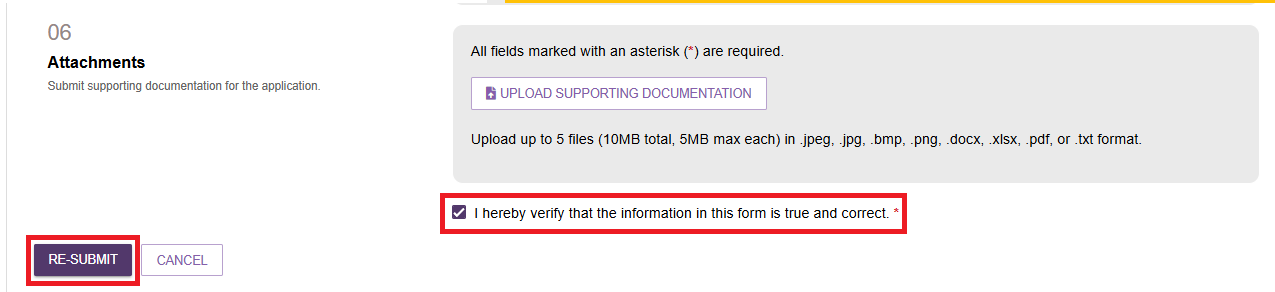 06
Attachments
Submit supporting documentation for the application.
All fields marked with an asterisk (*) are required.
UPLOAD SUPPORTING DOCUMENTATION
Upload up to 5 files (10MB total, 5MB max each) in .jpeg, .jpg, .bmp, .png, .docx, .xlsx, .pdf, or .txt format.
I hereby verify that the information in this form is true and correct. *
RE-SUBMIT CANCEL